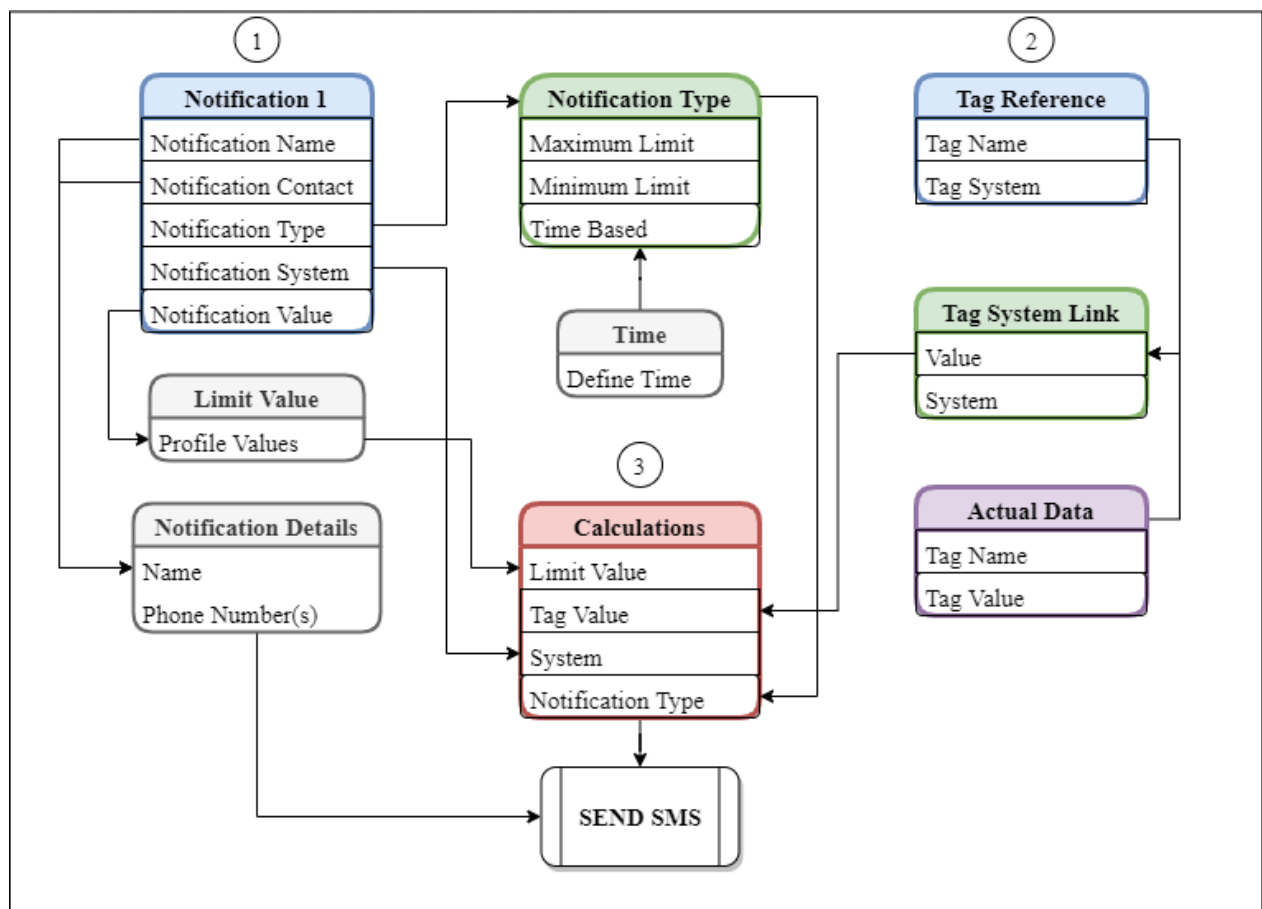 1
Notification 1
Notification Name
Notification Contact
Notification Type
Notification System
Notification Value
Limit Value
Profile Values
Notification Details
Name
Phone Number(s)
Notification Type
Maximum Limit
Minimum Limit
Time Based
Time
Define Time
2
Tag Reference
Tag Name
Tag System
Tag System Link
Value
System
Actual Data
Tag Name
Tag Value
3
Calculations
Limit Value
Tag Value
System
Notification Type
SEND SMS